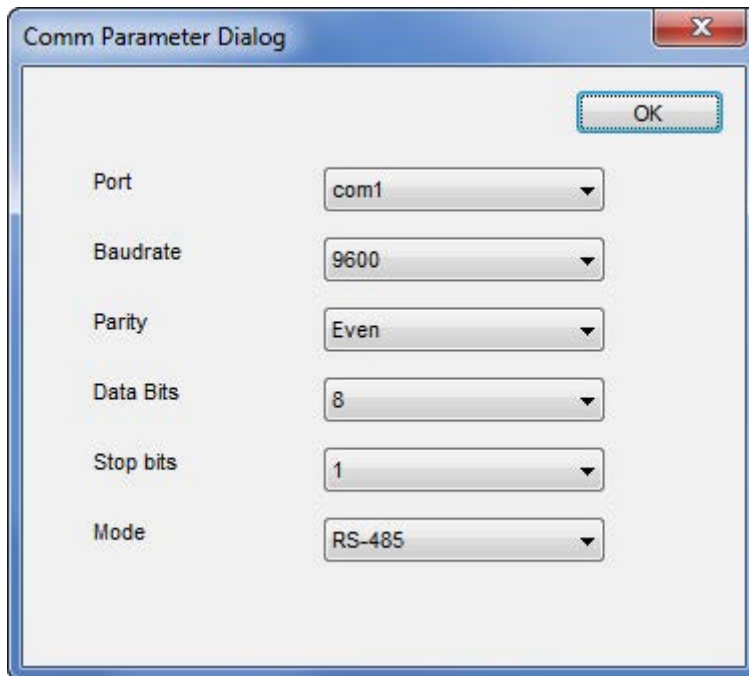 Comm Parameter Dialog
OK
Port com1
Baudrate 9600
Parity Even
Data Bits 8
Stop bits 1
Mode RS-485